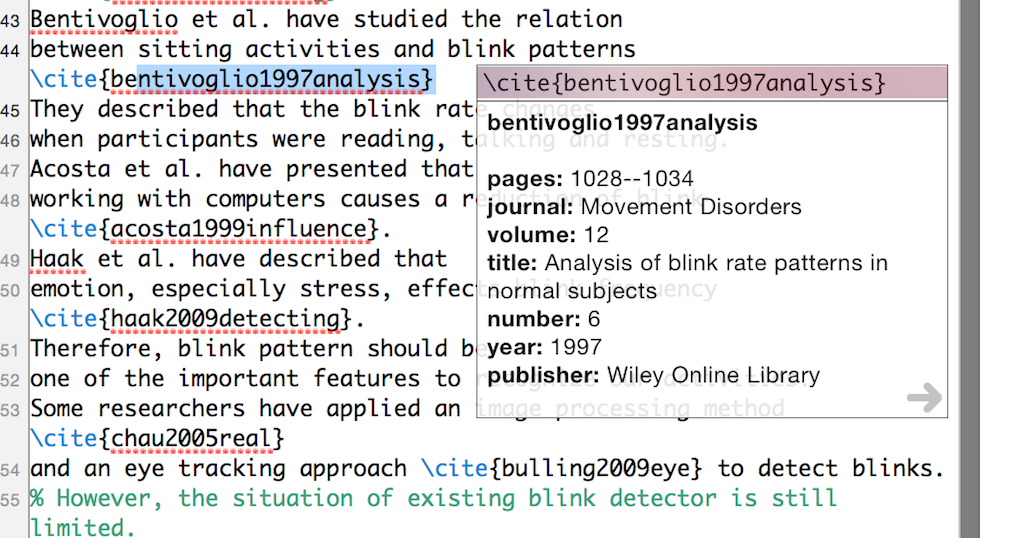 43 Bentivoglio et al. have studied the relation
44 between sitting activities and blink patterns
\cite{bentivoglio1997analysis}
45 They described that the blink rate changes
46 when participants were reading, talking and resting.
47 Acosta et al. have presented that
48 working with computers causes a reduction of blink
\cite{acosta1999influence}.
49 Haak et al. have described that
50 emotion, especially stress, effects blink frequency
\cite{haak2009detecting}.
51 Therefore, blink pattern should be
52 one of the important features to
53 Some researchers have applied an image processing method
\cite{chau2005real}
54 and an eye tracking approach \cite{bulling2009eye} to detect blinks.
55 % However, the situation of existing blink detector is still
limited.
\cite{bentivoglio1997analysis}
bentivoglio1997analysis
pages: 1028--1034
journal: Movement Disorders
volume: 12
title: Analysis of blink rate patterns in
normal subjects
number: 6
year: 1997
publisher: Wiley Online Library